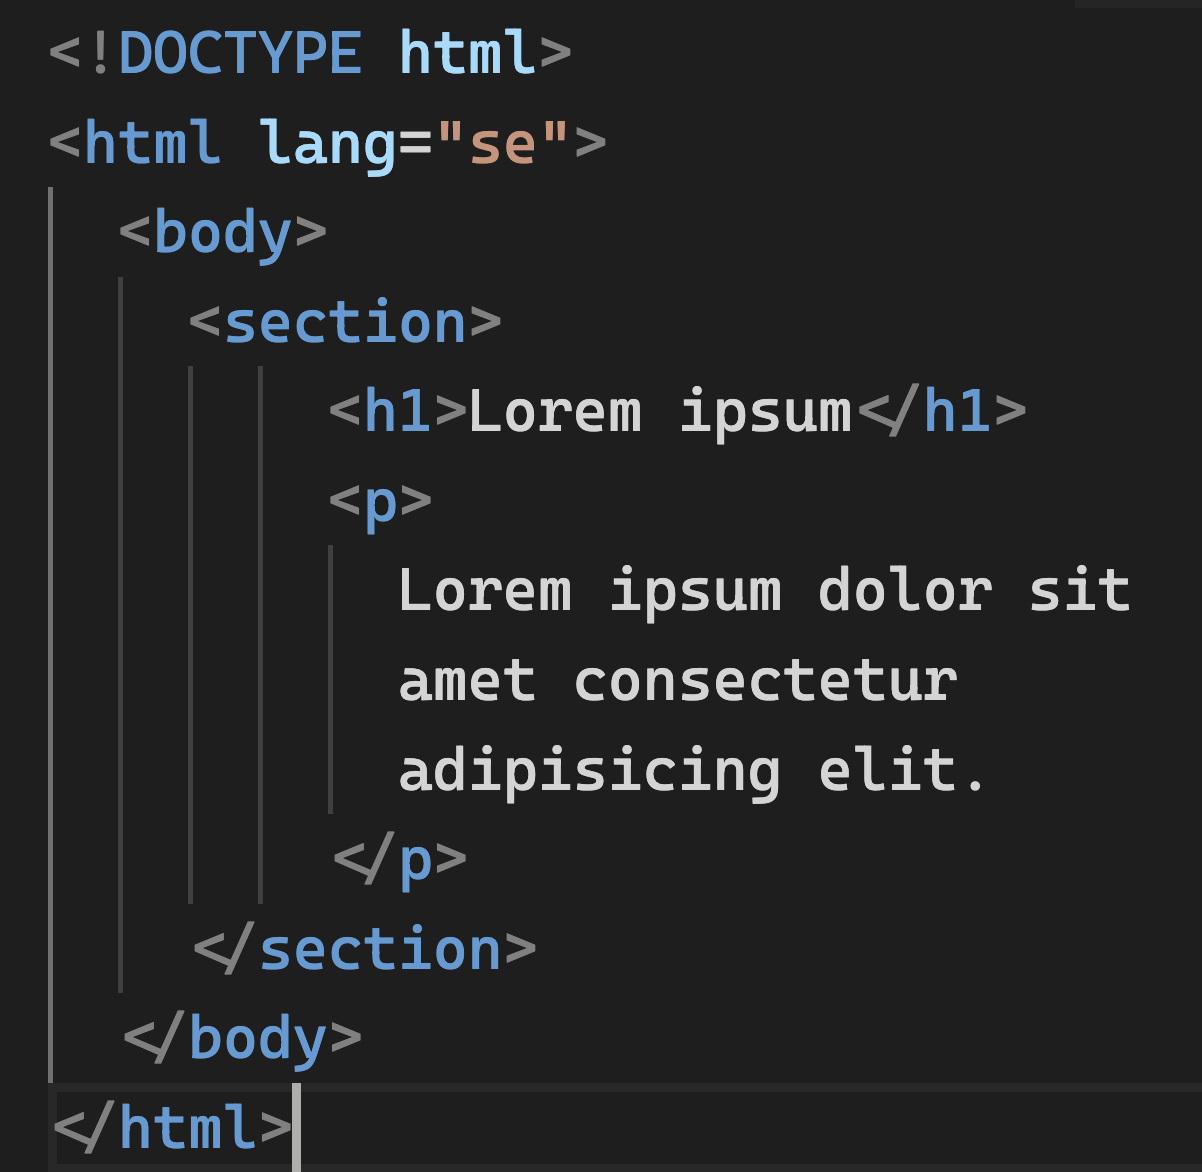 <!DOCTYPE html>
<html lang="se">
  <body>
    <section>
        <h1>Lorem ipsum</h1>
        <p>
          Lorem ipsum dolor sit
          amet consectetur
          adipisicing elit.
        </p>
    </section>
  </body>
</html>